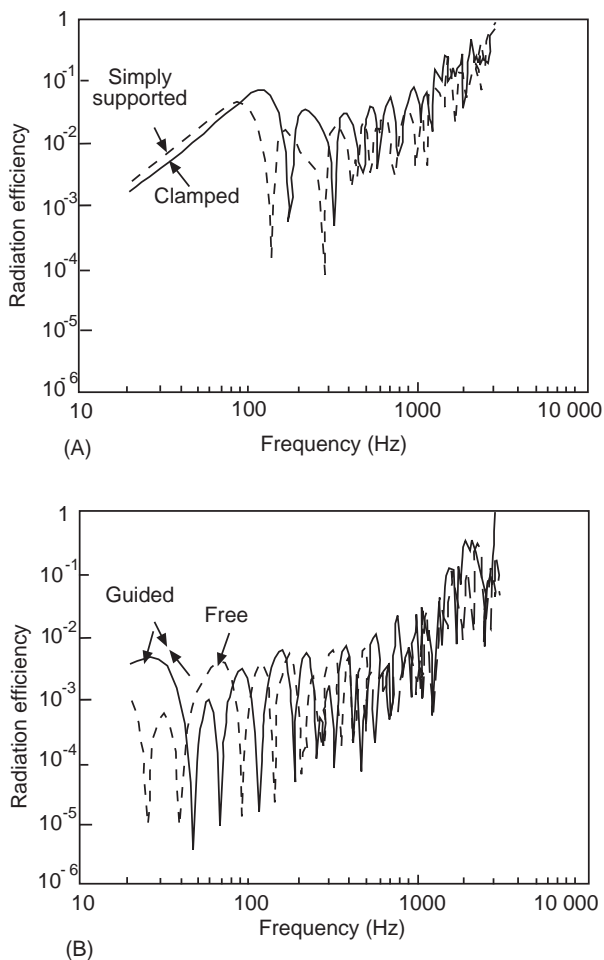 1
10-1
Simply
supported
10-2
Clamped
10-3
10-4
10-5
10-6
Radiation efficiency
10 100 1000 10 000
Frequency (Hz)
(A)
1
10-1
Guided
Free
10-2
10-3
10-4
10-5
10-6
Radiation efficiency
10 100 1000 10 000
Frequency (Hz)
(B)